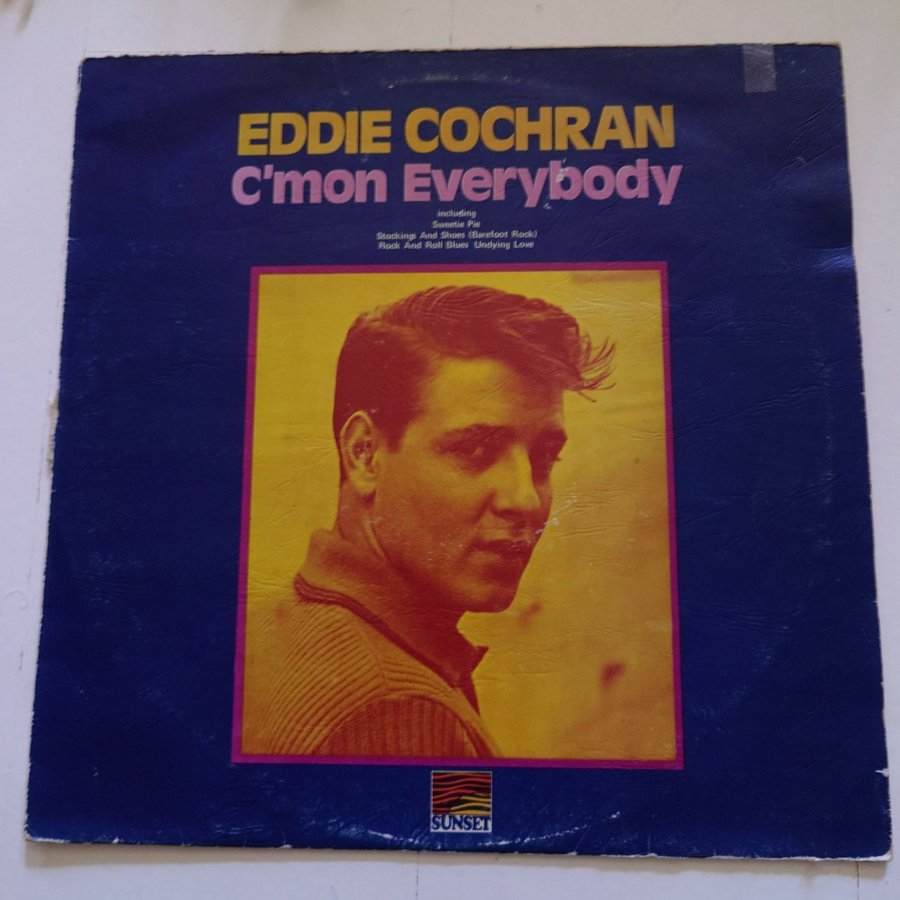 EDDIE COCHRAN
C'mon Everybody
including
Sweetie Pie
Stockings And Shoes (Barefoot Rock)
Rock And Roll Blues Undying Love
SUNSET